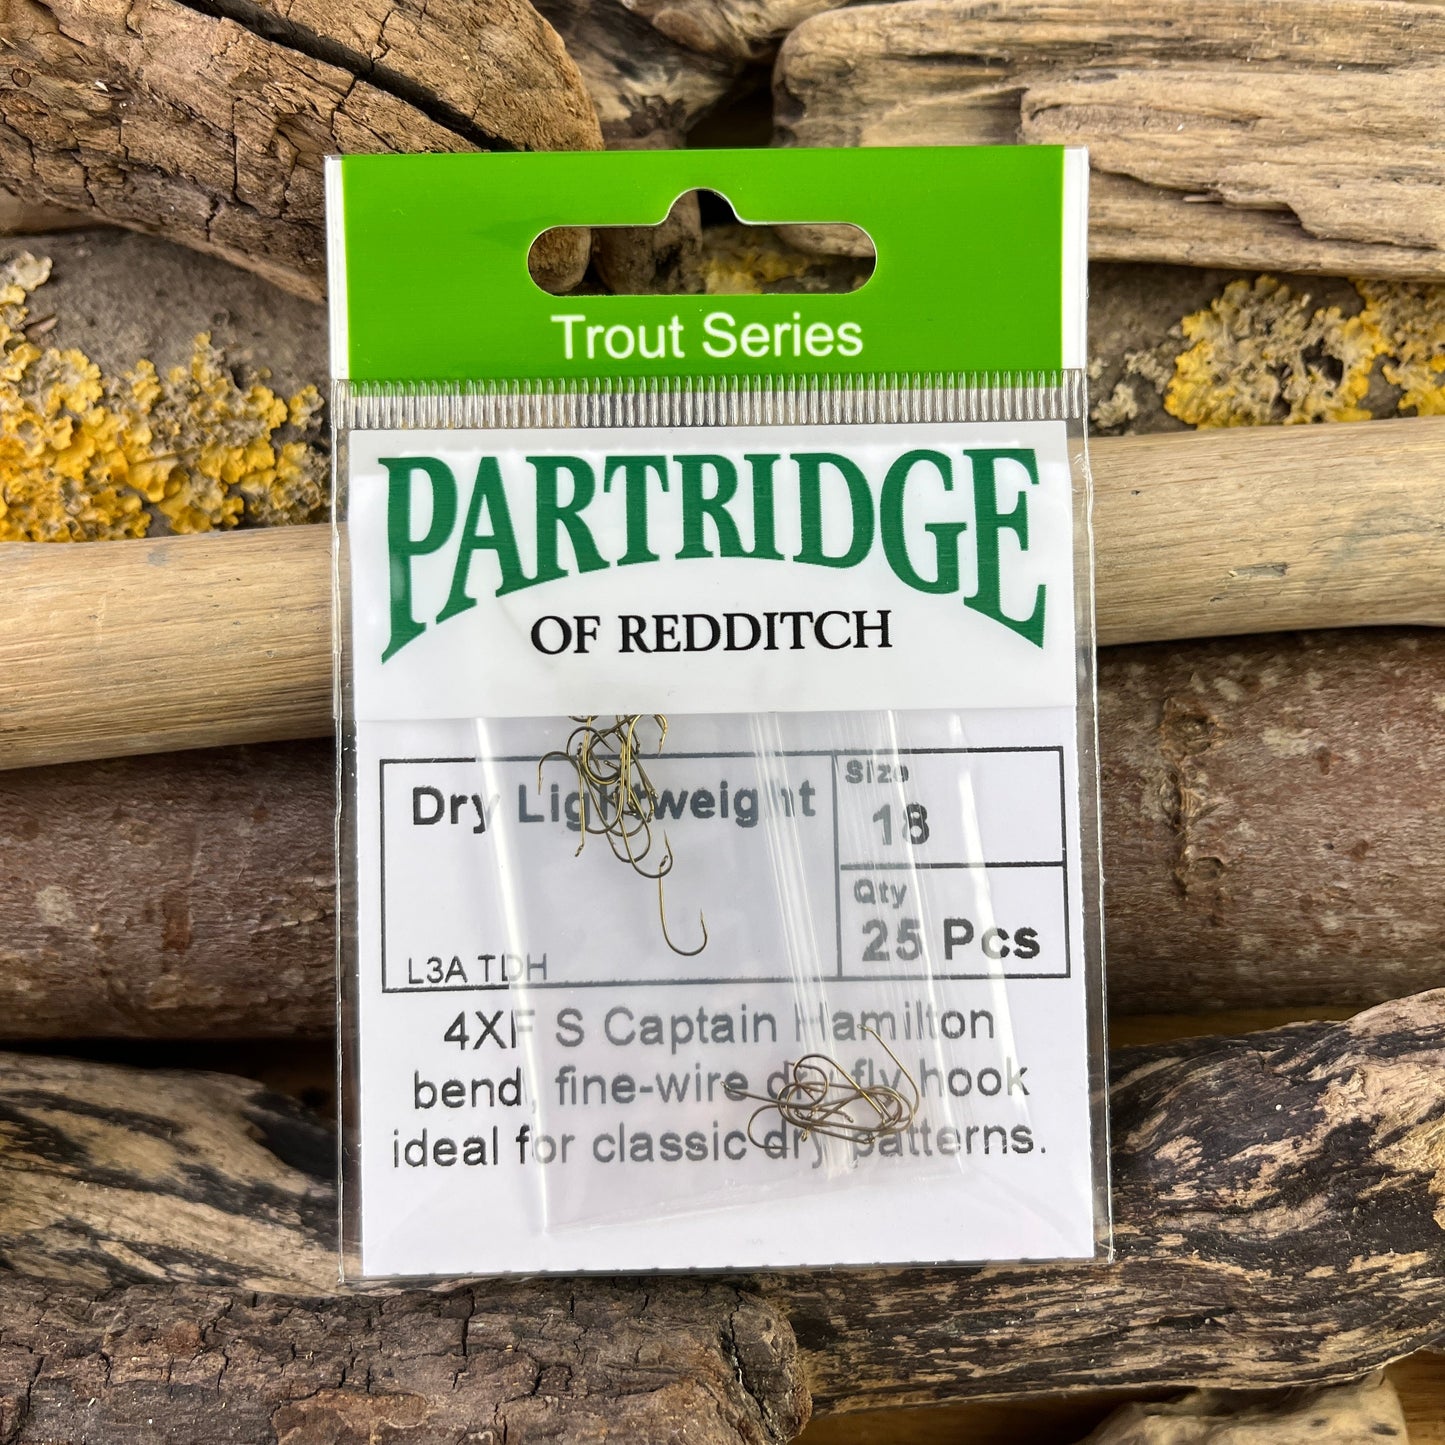 Trout Series
PARTRIDGE
OF REDDITCH
Dry Lightweight
Size
18
Qty
25 Pcs
L3A TDH
4XF S Captain Hamilton
bend, fine-wire dry fly hook
ideal for classic dry patterns.